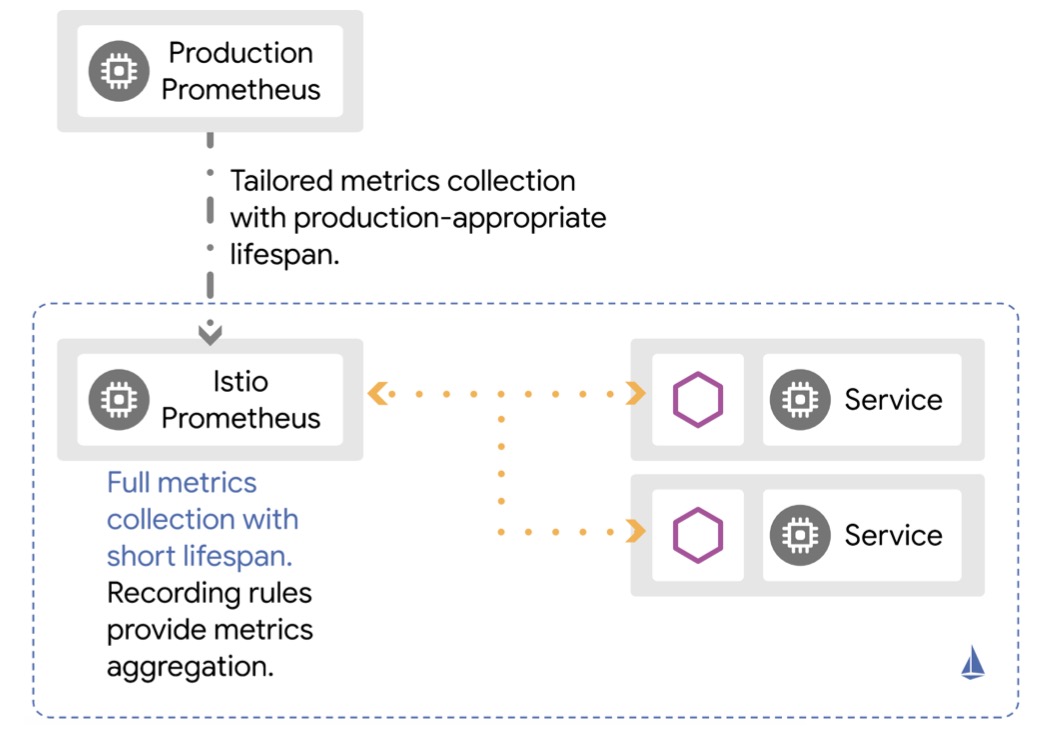 Production
Prometheus
Tailored metrics collection
with production-appropriate
lifespan.
Istio
Prometheus
Service
Full metrics
collection with
short lifespan.
Recording rules
provide metrics
aggregation.
Service